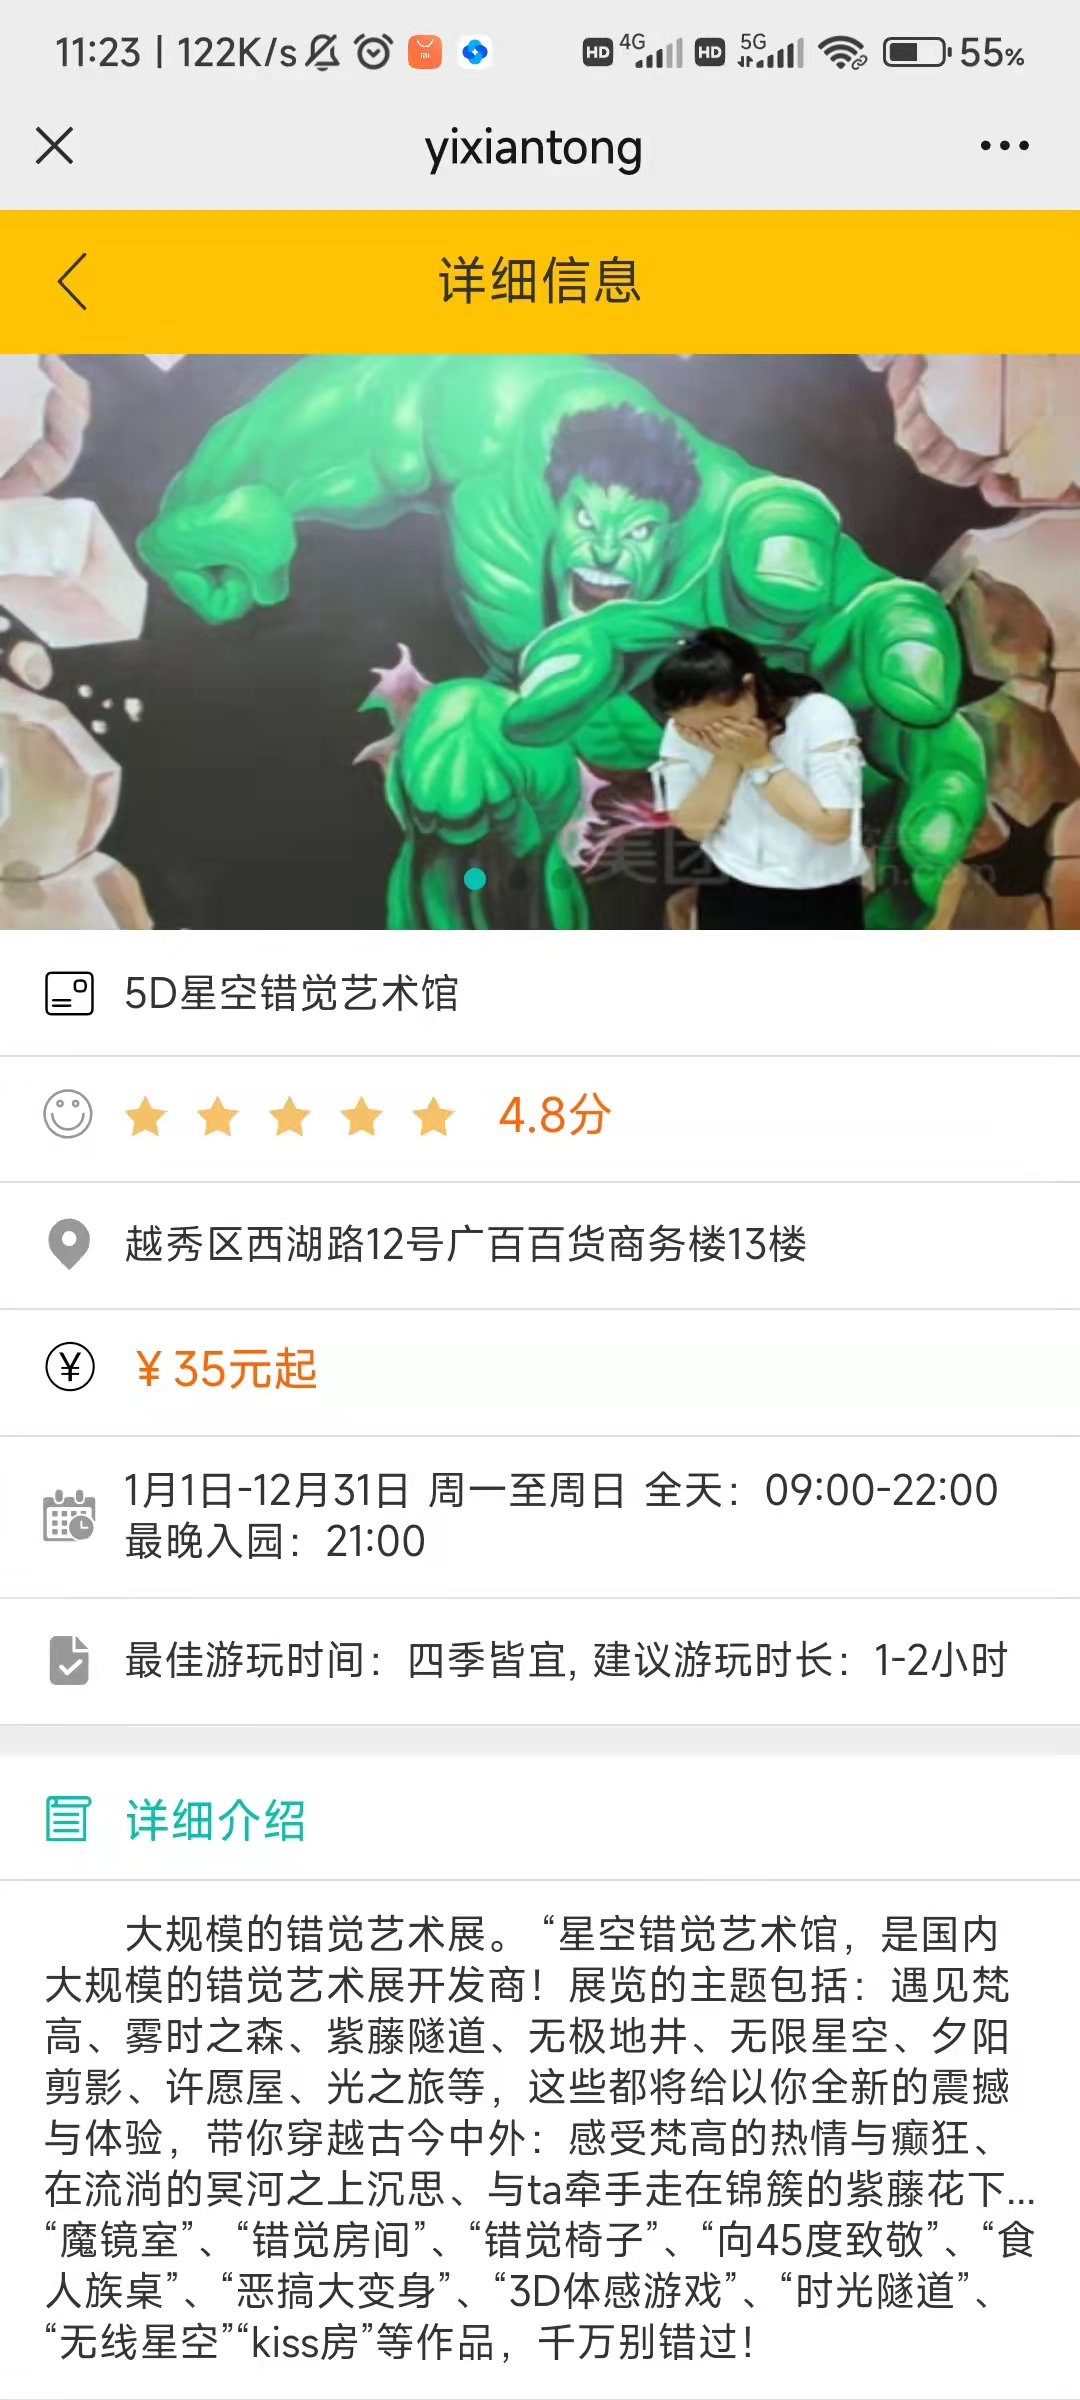 11:23 | 122K/s
HD 4G HD 5G 55%
yixiantong
详细信息
美团
5D星空错觉艺术馆
4.8分
越秀区西湖路12号广百百货商务楼13楼
¥ ¥35元起
1月1日-12月31日 周一至周日 全天：09:00-22:00
最晚入园：21:00
最佳游玩时间：四季皆宜, 建议游玩时长：1-2小时
详细介绍
大规模的错觉艺术展。“星空错觉艺术馆，是国内
大规模的错觉艺术展开发商！展览的主题包括：遇见梵
高、雾时之森、紫藤隧道、无极地井、无限星空、夕阳
剪影、许愿屋、光之旅等，这些都将给以你全新的震撼
与体验，带你穿越古今中外：感受梵高的热情与癫狂、
在流淌的冥河之上沉思、与ta牵手走在锦簇的紫藤花下...
“魔镜室”、“错觉房间”、“错觉椅子”、“向45度致敬”、“食
人族桌”、“恶搞大变身”、“3D体感游戏”、“时光隧道”、
“无线星空”“kiss房”等作品，千万别错过！